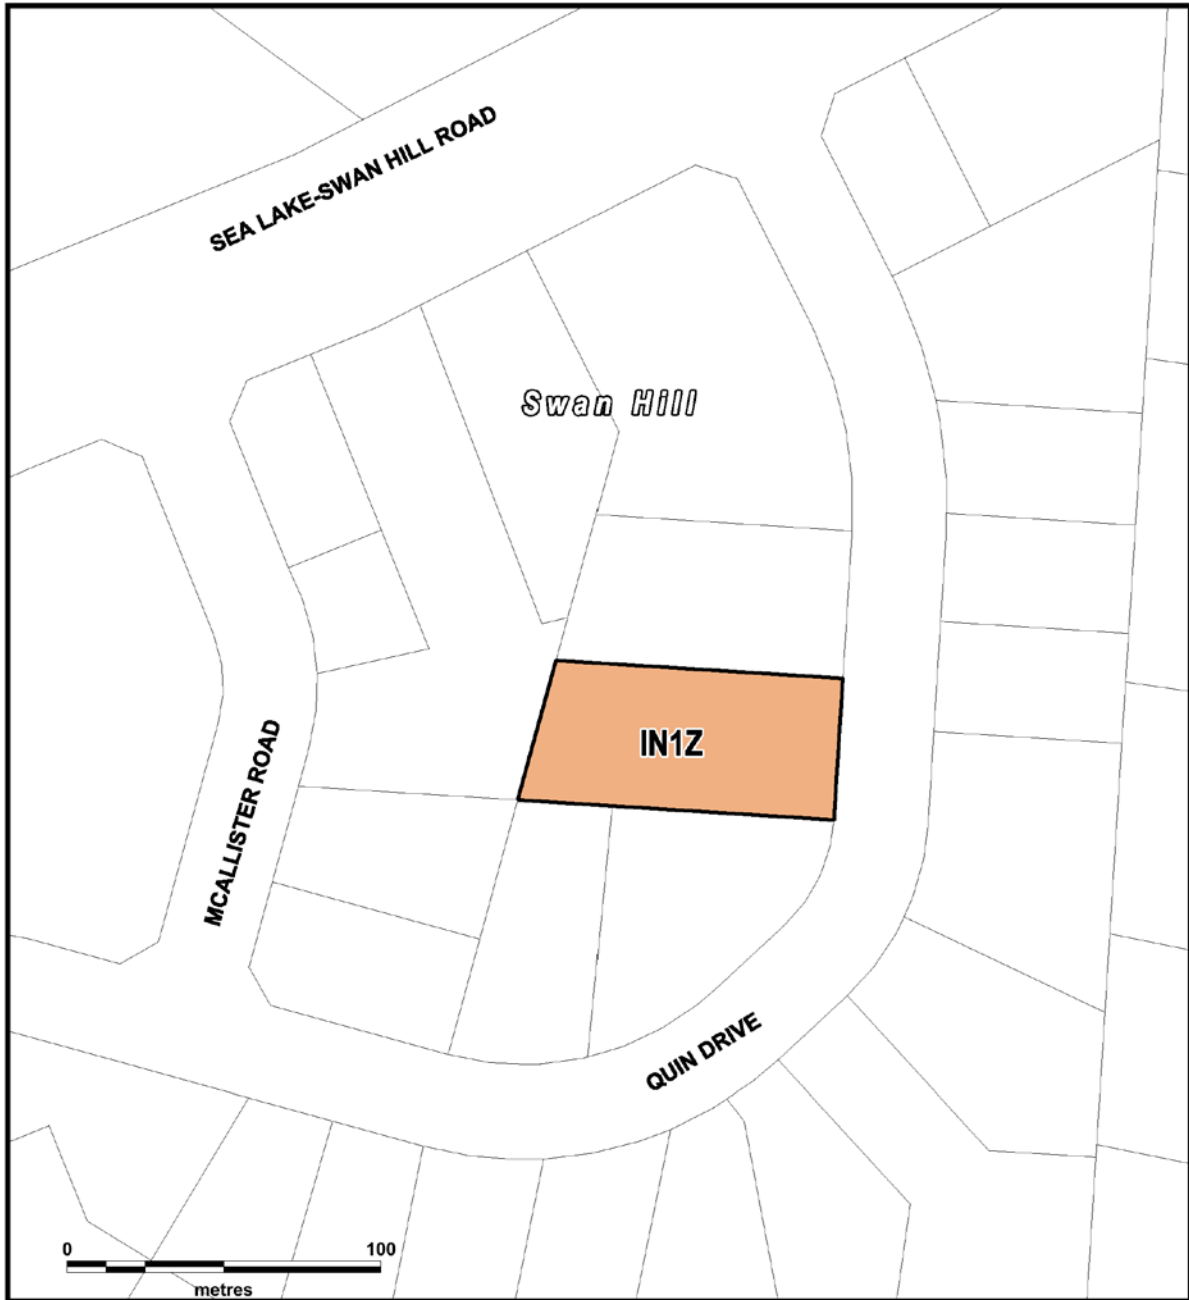 SEA LAKE-SWAN HILL ROAD
Swan Hill
IN1Z
MCALLISTER ROAD
QUIN DRIVE
0 100
metres